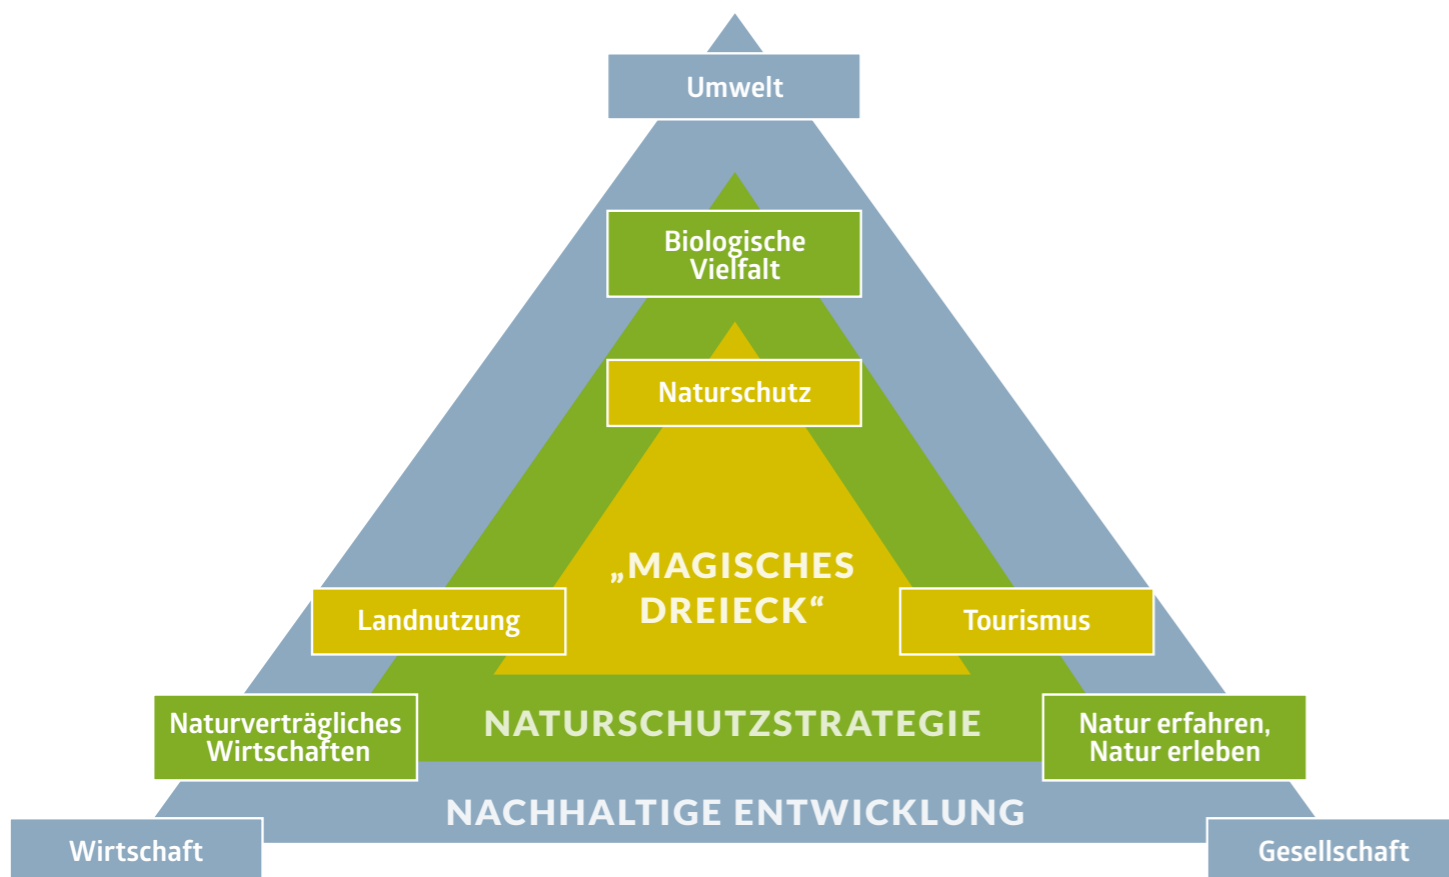 Umwelt
Biologische
Vielfalt
Naturschutz
„MAGISCHES
DREIECK“
Landnutzung
Tourismus
Naturverträgliches
Wirtschaften
NATURSCHUTZSTRATEGIE
Natur erfahren,
Natur erleben
NACHHALTIGE ENTWICKLUNG
Wirtschaft
Gesellschaft